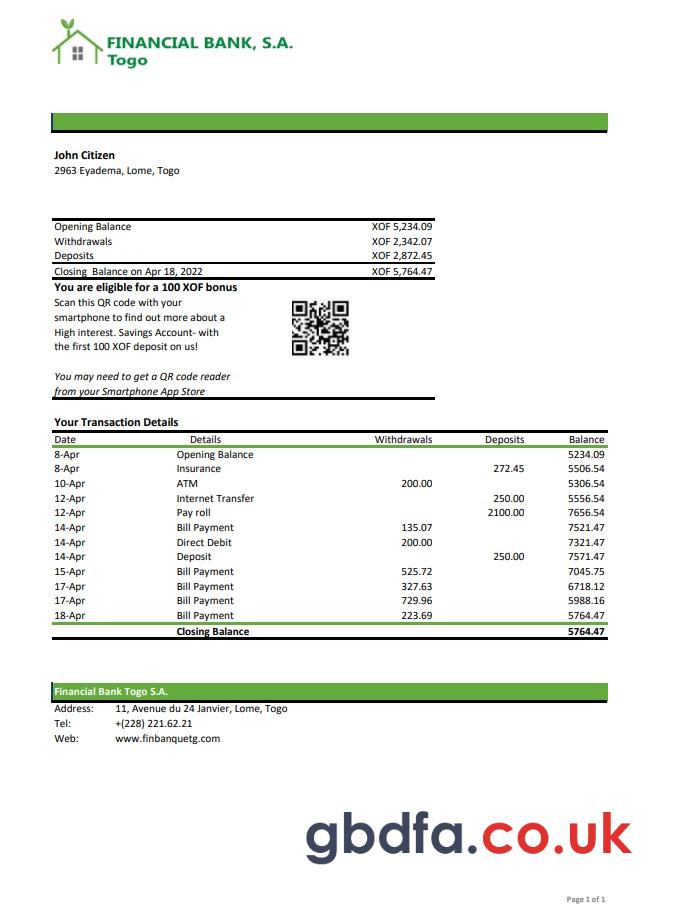 FINANCIAL BANK, S.A.
Togo
John Citizen
2963 Eyadema, Lome, Togo
Opening Balance XOF 5,234.09
Withdrawals XOF 2,342.07
Deposits XOF 2,872.45
Closing Balance on Apr 18, 2022 XOF 5,764.47
You are eligible for a 100 XOF bonus
Scan this QR code with your
smartphone to find out more about a
High interest. Savings Account- with
the first 100 XOF deposit on us!
You may need to get a QR code reader
from your Smartphone App Store
Your Transaction Details
Date Details Withdrawals Deposits Balance
8-Apr Opening Balance 5234.09
8-Apr Insurance 272.45 5506.54
10-Apr ATM 200.00 5306.54
12-Apr Internet Transfer 250.00 5556.54
12-Apr Pay roll 2100.00 7656.54
14-Apr Bill Payment 135.07 7521.47
14-Apr Direct Debit 200.00 7321.47
14-Apr Deposit 250.00 7571.47
15-Apr Bill Payment 525.72 7045.75
17-Apr Bill Payment 327.63 6718.12
17-Apr Bill Payment 729.96 5988.16
18-Apr Bill Payment 223.69 5764.47
Closing Balance 5764.47
Financial Bank Togo S.A.
Address: 11, Avenue du 24 Janvier, Lome, Togo
Tel: +(228) 221.62.21
Web: www.finbanquetg.com
gbdfa.co.uk
Page 1 of 1